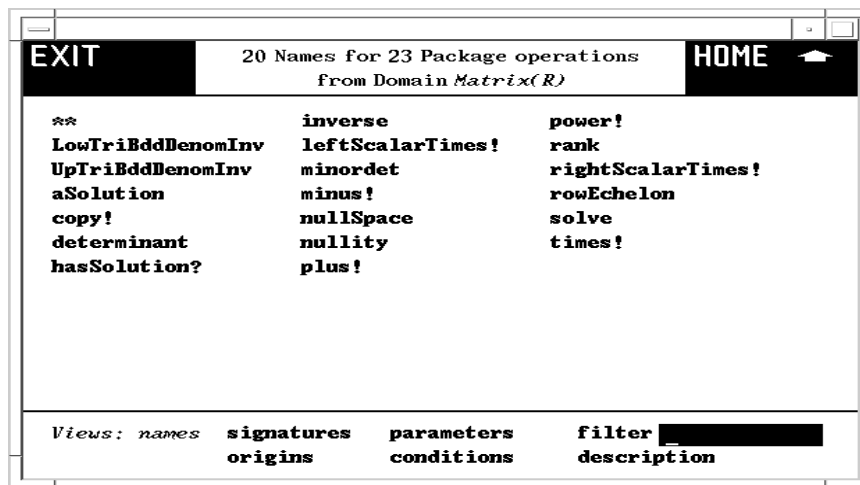 EXIT
20 Names for 23 Package operations
from Domain Matrix(R)
HOME
** inverse power!
LowTriBddDenomInv leftScalarTimes! rank
UpTriBddDenomInv minordet rightScalarTimes!
aSolution minus! rowEchelon
copy! nullSpace solve
determinant nullity times!
hasSolution? plus!
Views: names signatures parameters filter _
origins conditions description